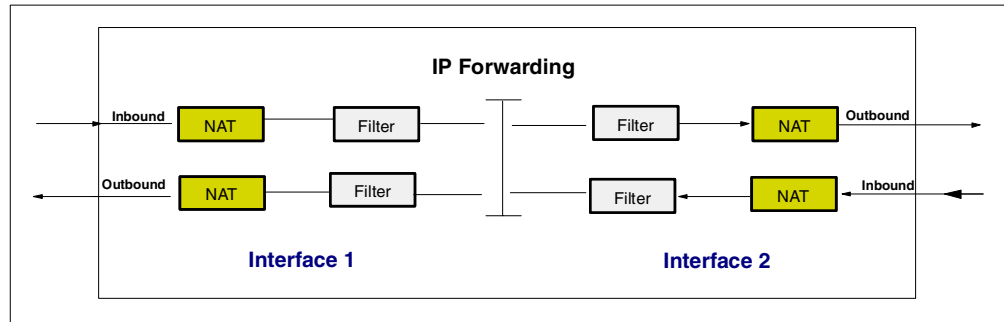 IP Forwarding
Inbound NAT Filter Filter NAT Outbound
Outbound NAT Filter Filter NAT Inbound
Interface 1 Interface 2